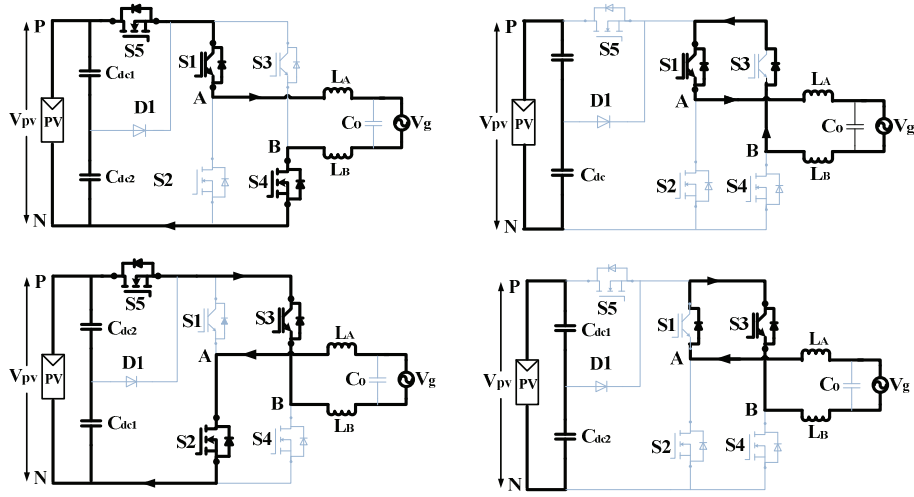 P
S5
Cdc1
S1
S3
LA
D1
A
Vpv
PV
Co
Vg
B
Cdc2
S2
S4
LB
N
P
S5
S1
S3
LA
D1
A
Vpv
PV
Co
Vg
B
Cdc
S2
S4
LB
N
P
S5
Cdc2
S1
S3
LA
D1
A
Vpv
PV
Co
Vg
B
Cdc1
S2
S4
LB
N
P
S5
Cdc1
S1
S3
LA
D1
A
Vpv
PV
Co
Vg
B
Cdc2
S2
S4
LB
N